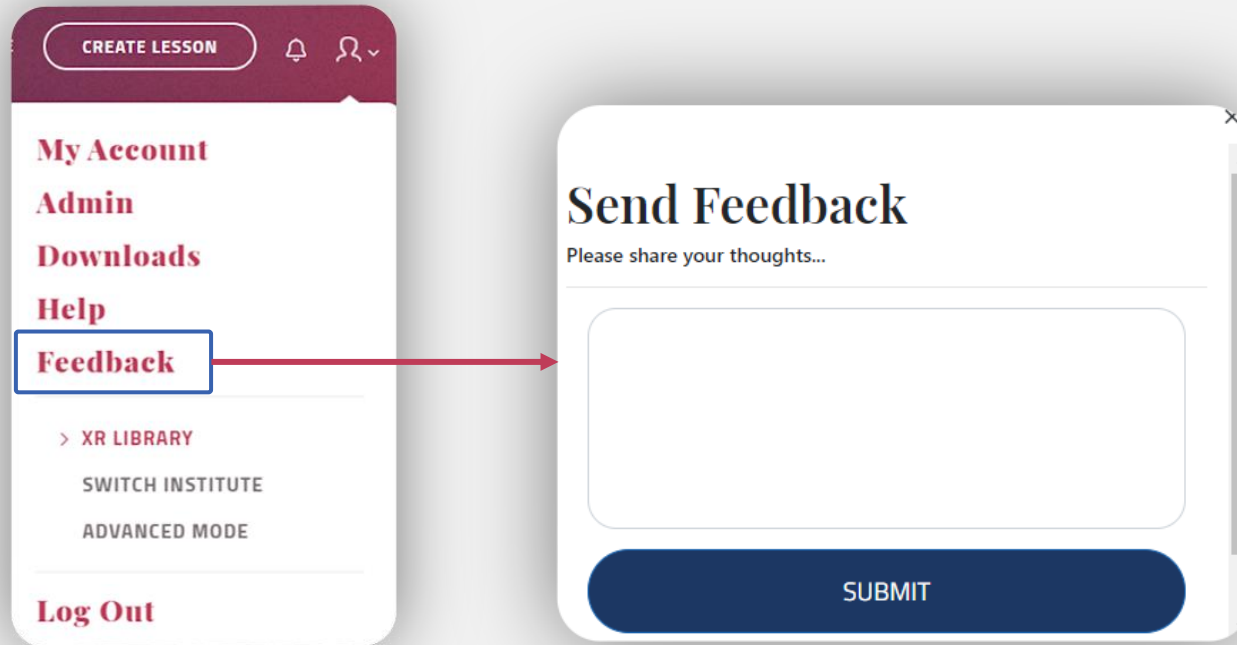 CREATE LESSON
My Account
Admin
Downloads
Help
Feedback
> XR LIBRARY
SWITCH INSTITUTE
ADVANCED MODE
Log Out
Send Feedback
Please share your thoughts...
SUBMIT